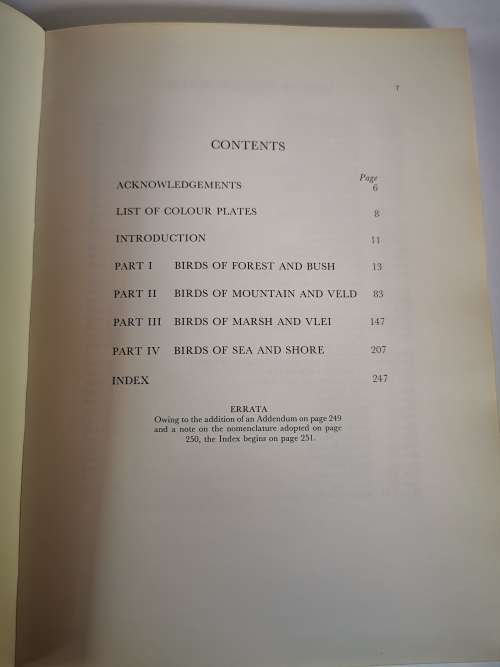 7
CONTENTS
Page
ACKNOWLEDGEMENTS 6
LIST OF COLOUR PLATES 8
INTRODUCTION 11
PART I BIRDS OF FOREST AND BUSH 13
PART II BIRDS OF MOUNTAIN AND VELD 83
PART III BIRDS OF MARSH AND VLEI 147
PART IV BIRDS OF SEA AND SHORE 207
INDEX 247
ERRATA
Owing to the addition of an Addendum on page 249
and a note on the nomenclature adopted on page
250, the Index begins on page 251.